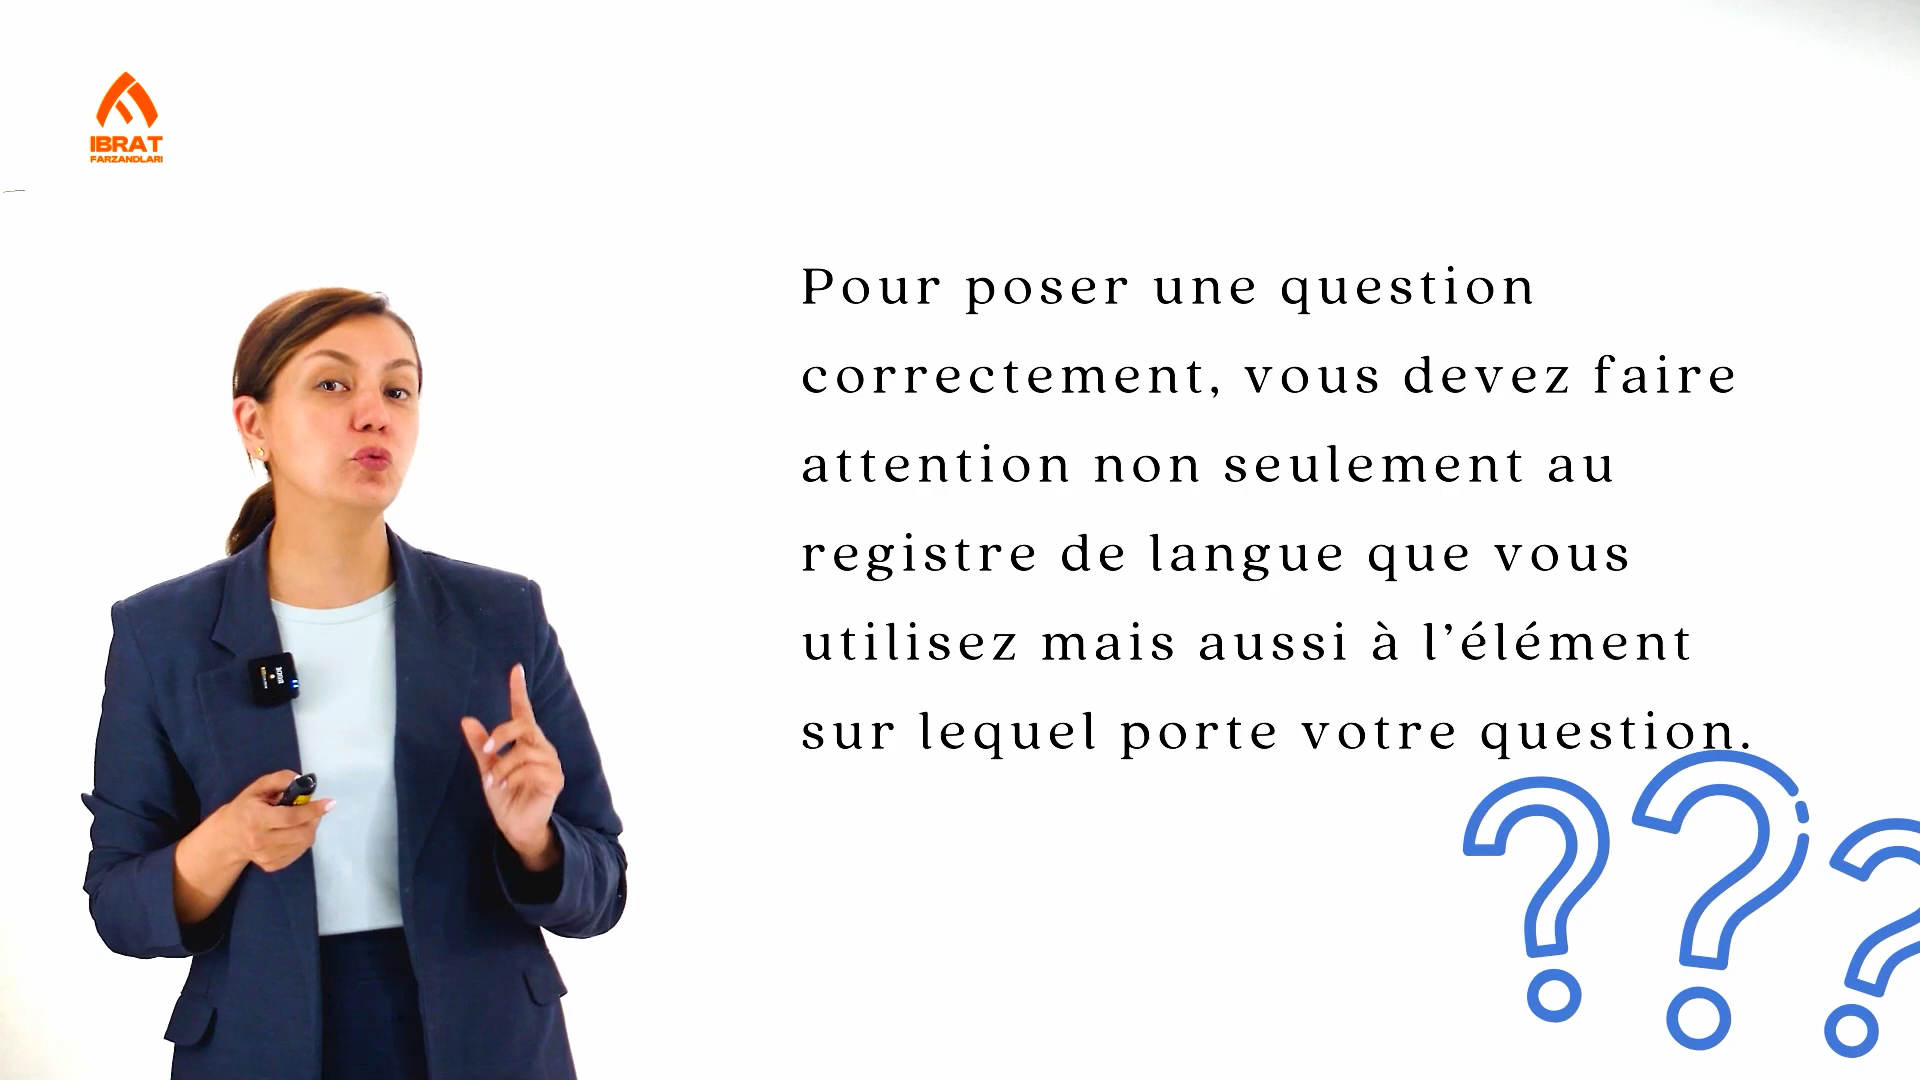 IBRAT
FARZANDLARI
Pour poser une question
correctement, vous devez faire
attention non seulement au
registre de langue que vous
utilisez mais aussi à l’élément
sur lequel porte votre question.
???